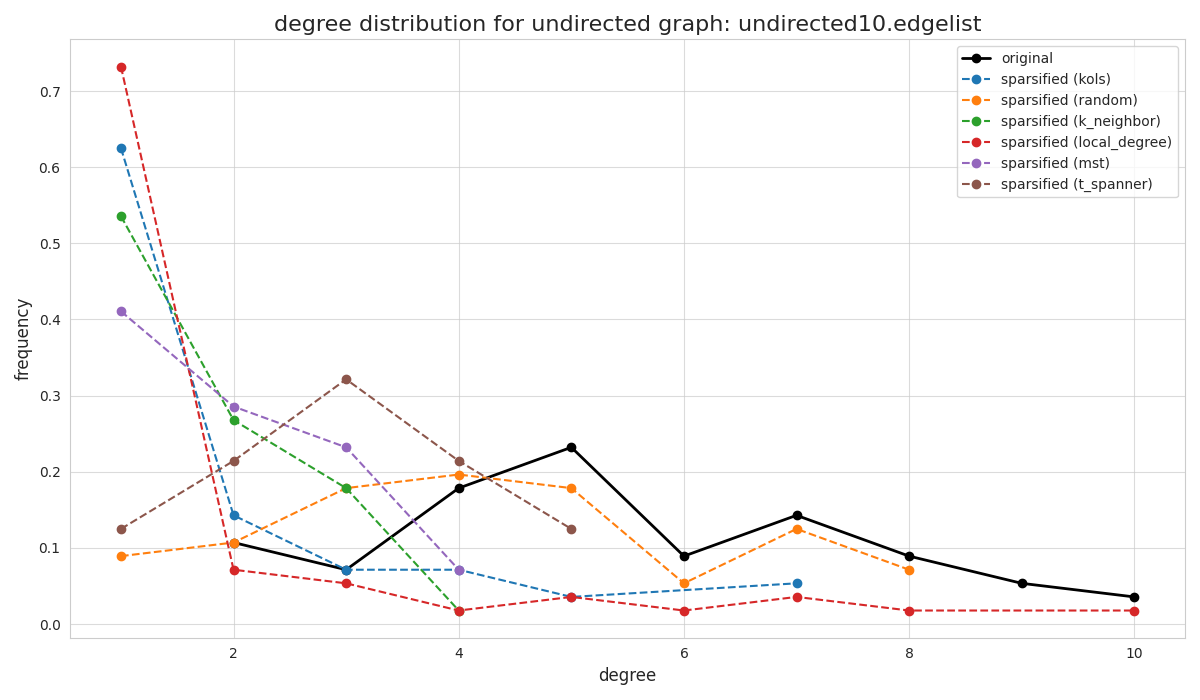 degree distribution for undirected graph: undirected10.edgelist
original
sparsified (kols)
sparsified (random)
sparsified (k_neighbor)
sparsified (local_degree)
sparsified (mst)
sparsified (t_spanner)
frequency
0.7
0.6
0.5
0.4
0.3
0.2
0.1
0.0
2 4 6 8 10
degree